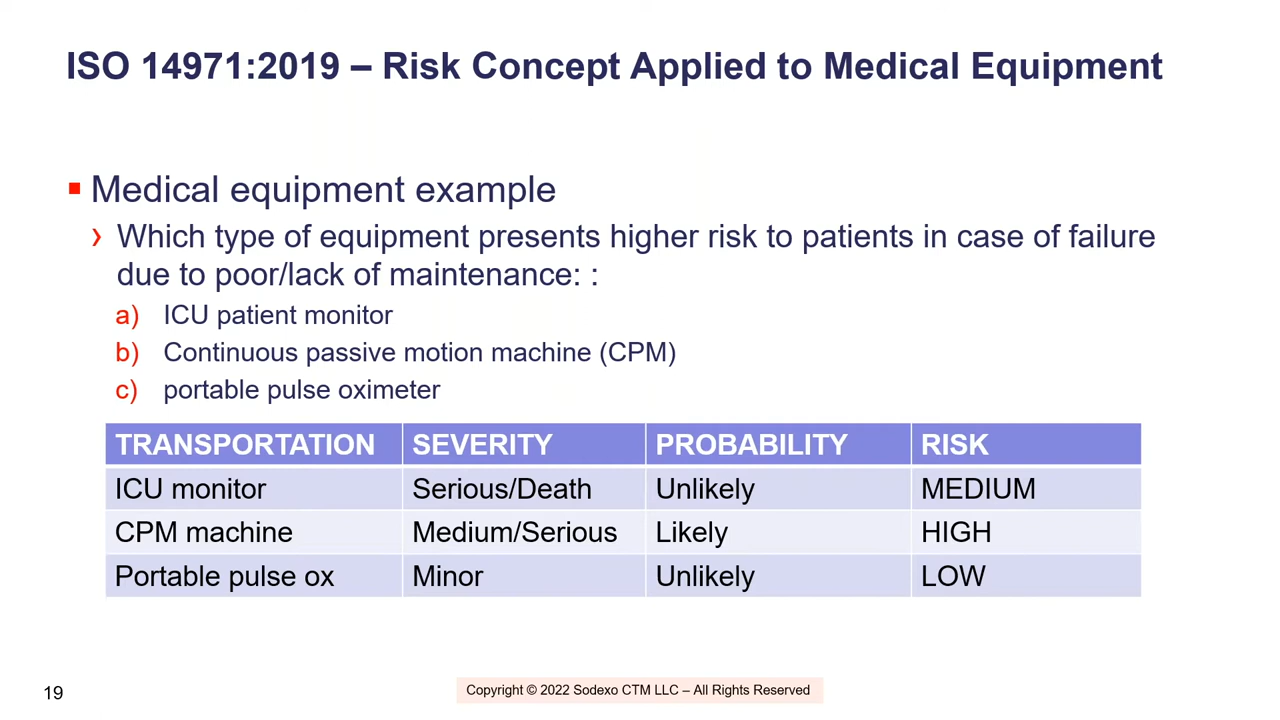 ISO 14971:2019 – Risk Concept Applied to Medical Equipment
Medical equipment example
Which type of equipment presents higher risk to patients in case of failure
due to poor/lack of maintenance: :
a) ICU patient monitor
b) Continuous passive motion machine (CPM)
c) portable pulse oximeter
TRANSPORTATION SEVERITY PROBABILITY RISK
ICU monitor Serious/Death Unlikely MEDIUM
CPM machine Medium/Serious Likely HIGH
Portable pulse ox Minor Unlikely LOW
19
Copyright © 2022 Sodexo CTM LLC – All Rights Reserved